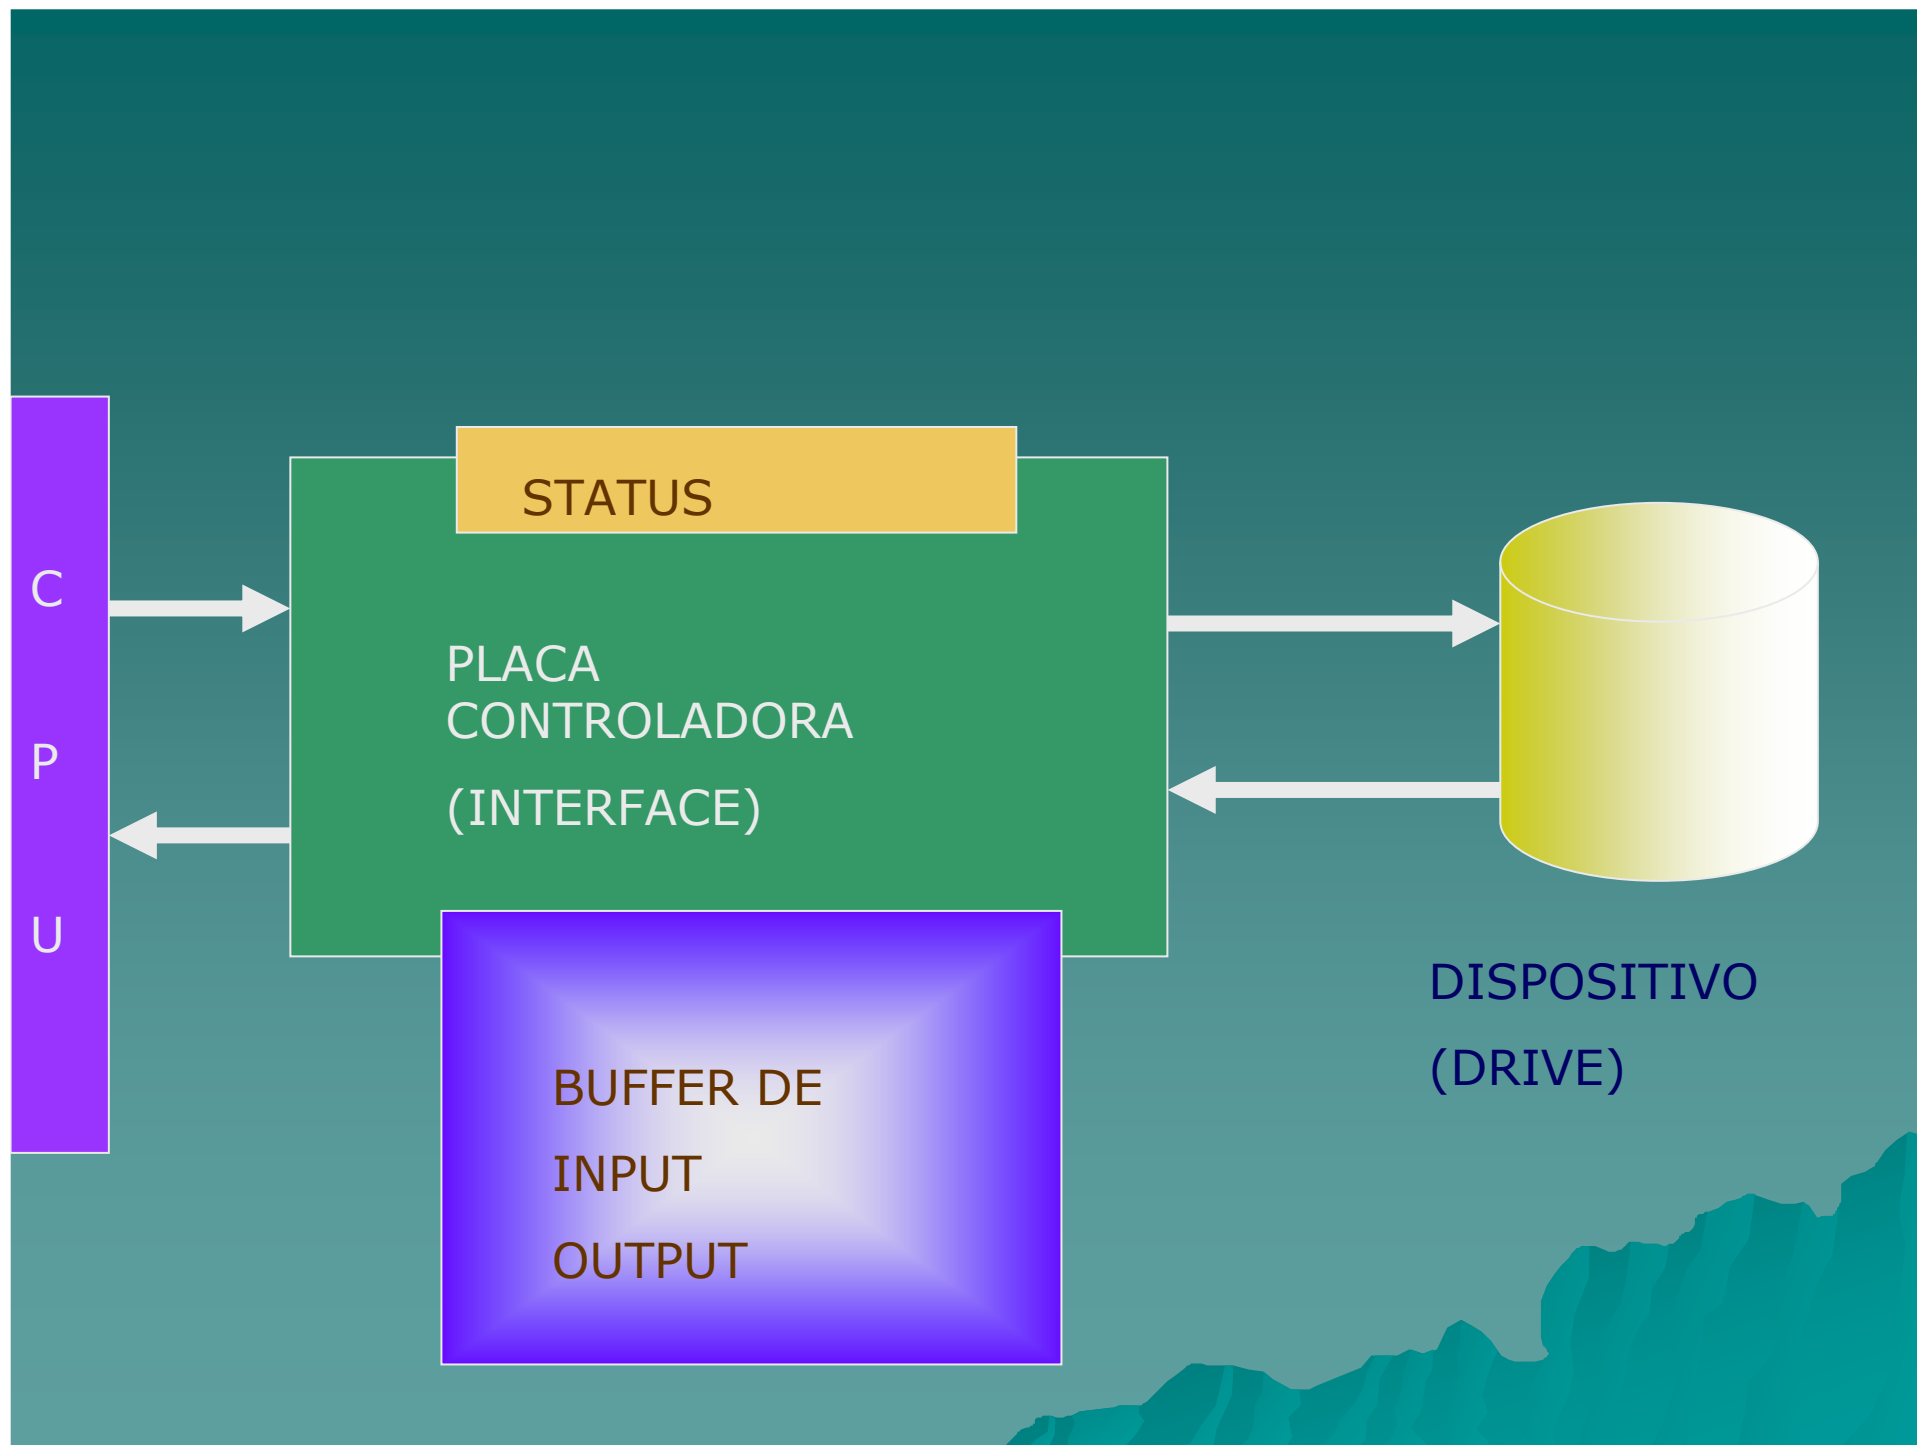 C
P
U
STATUS
PLACA
CONTROLADORA
(INTERFACE)
BUFFER DE
INPUT
OUTPUT
DISPOSITIVO
(DRIVE)